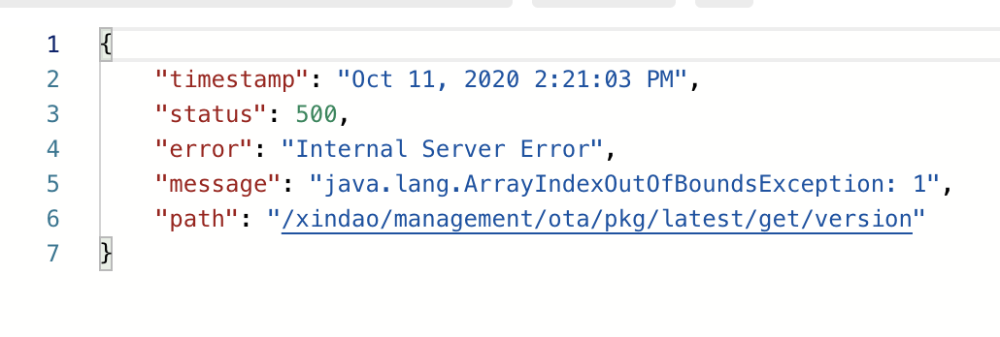 1 {
2 "timestamp": "Oct 11, 2020 2:21:03 PM",
3 "status": 500,
4 "error": "Internal Server Error",
5 "message": "java.lang.ArrayIndexOutOfBoundsException: 1",
6 "path": "/xindao/management/ota/pkg/latest/get/version"
7 }